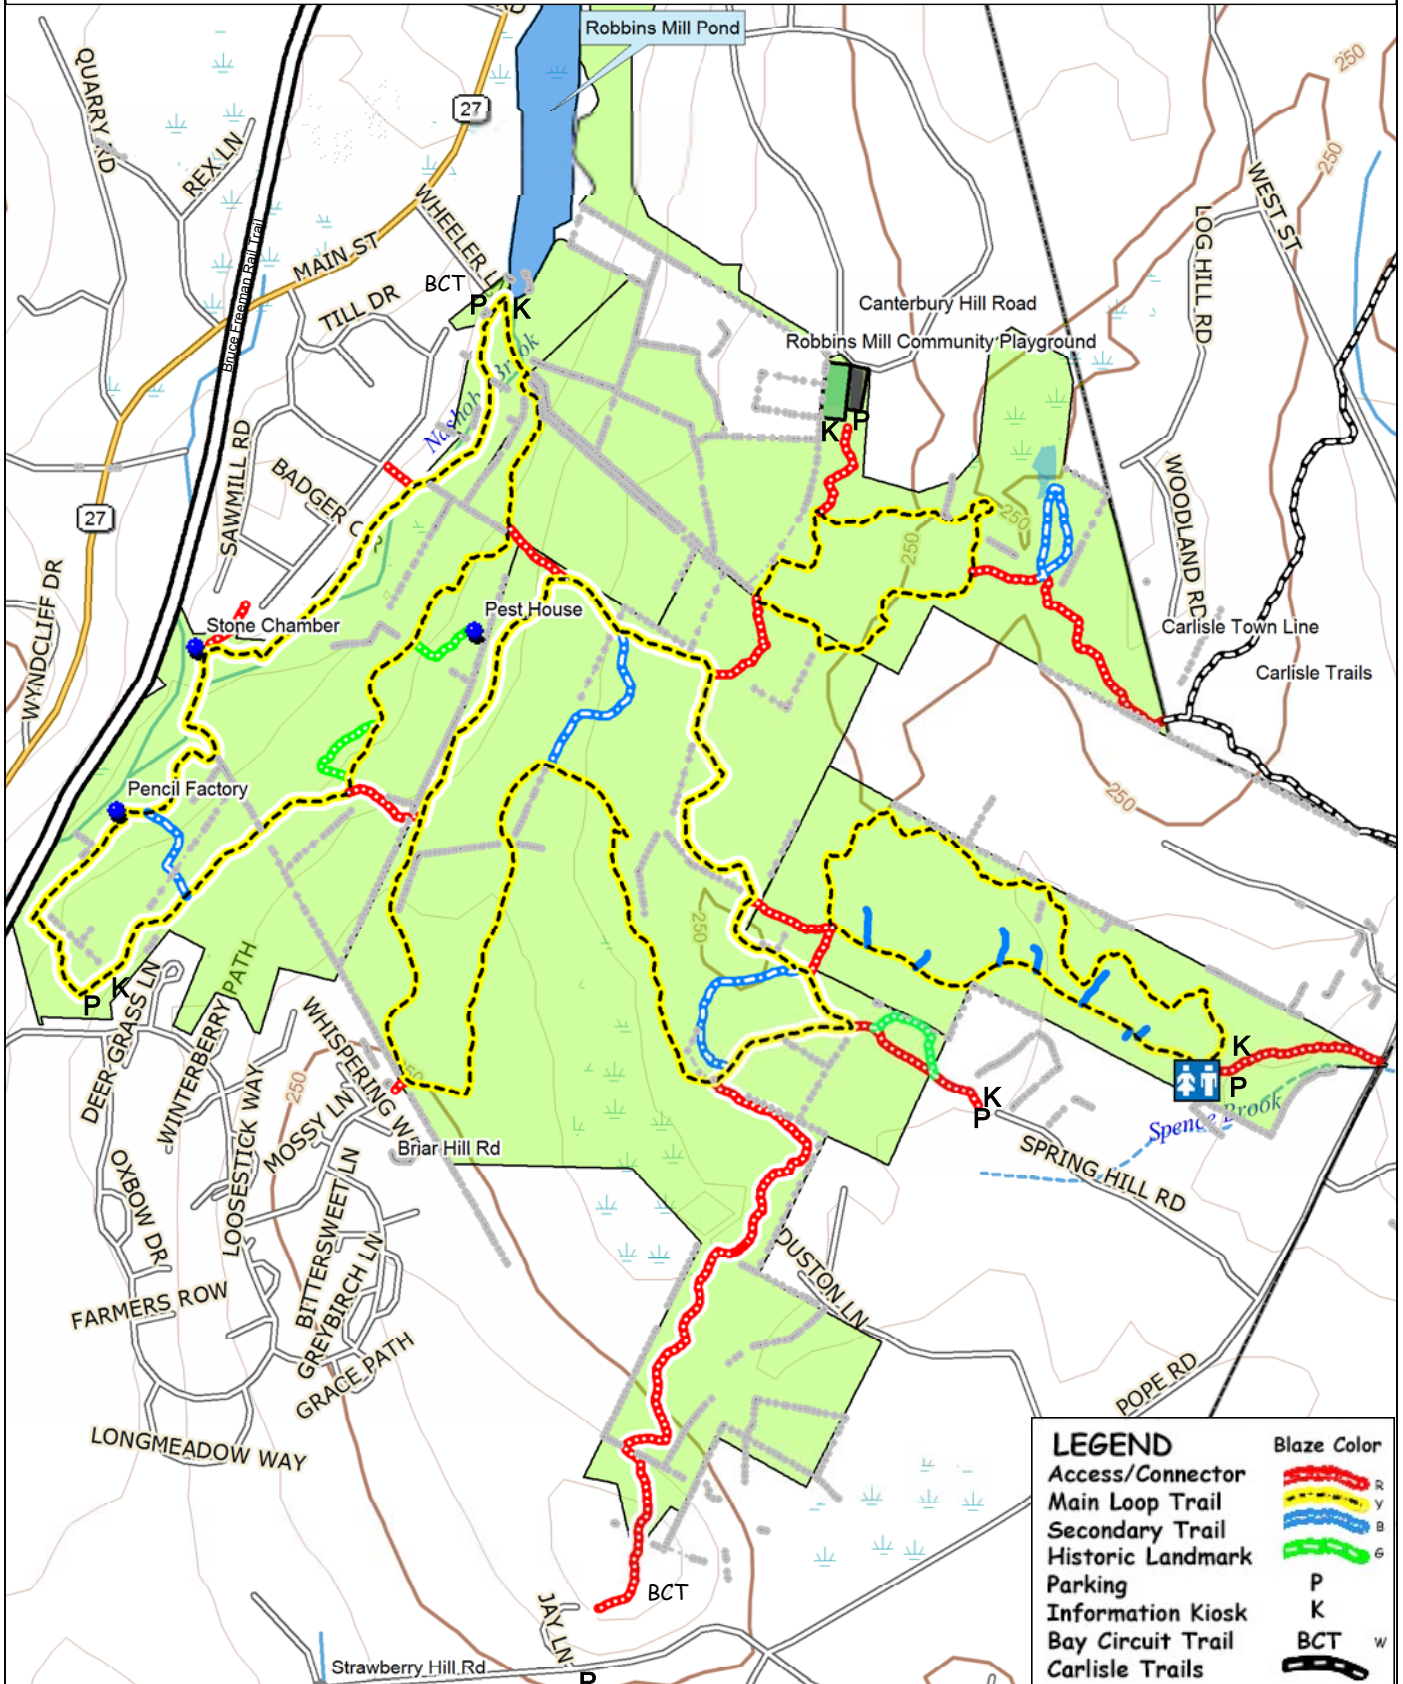 Robbins Mill Pond
27
QUARRY RD
REX LN
WHEELER L
BCT
P
K
MAIN ST
Bruce Freeman Rail Trail
TILL DR
Canterbury Hill Road
Robbins Mill Community Playground
K
P
WEST ST
LOG HILL RD
250
250
Nashob Brook
SAWMILL RD
BADGER
27
WYNDCLIFF DR
WOODLAND RD
250
250
Pest House
Stone Chamber
Carlisle Town Line
Carlisle Trails
Pencil Factory
250
250
P
K
DEER GRASS LN
WINTERBERRY PATH
WHISPERING W
LOOSESTICK WAY
MOSSY LN
250
K
P
K
P
Spence Brook
SPRING HILL RD
Briar Hill Rd
OXBOW DR
BITTERSWEET LN
GREYBIRCH LN
FARMERS ROW
GRACE PATH
LONGMEADOW WAY
DUSTON LN
POPE RD
BCT
JAY LN
Strawberry Hill Rd
P
LEGEND Blaze Color
Access/Connector R
Main Loop Trail Y
Secondary Trail B
Historic Landmark G
Parking P
Information Kiosk K
Bay Circuit Trail BCT W
Carlisle Trails